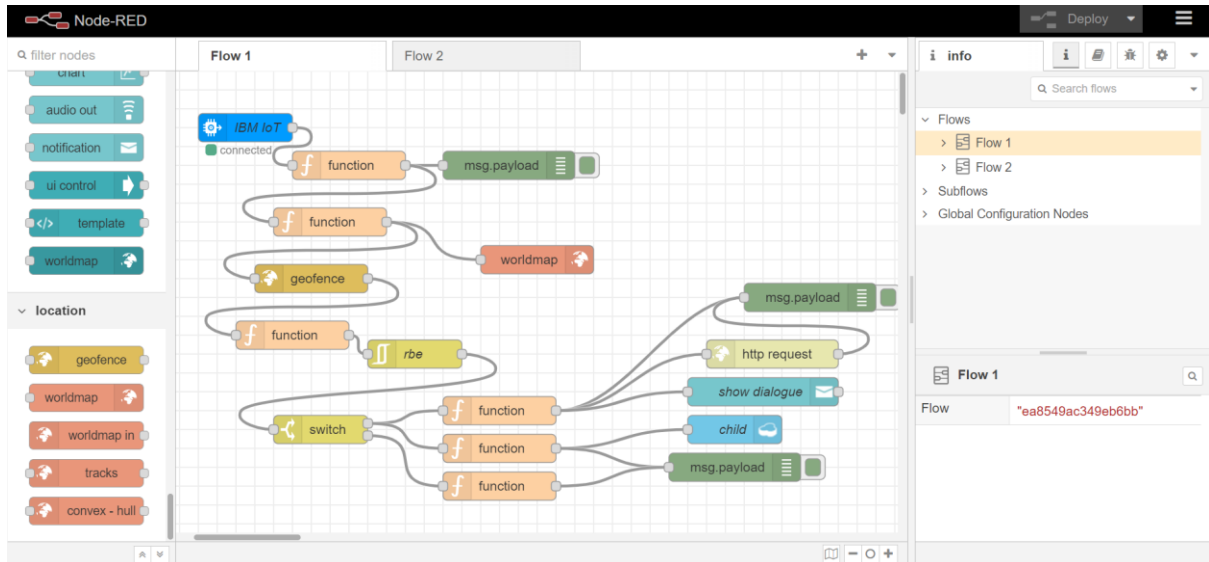 Node-RED
Deploy
filter nodes
Flow 1
Flow 2
i info
i
Search flows
chart
audio out
notification
ui control
</> template
worldmap
location
geofence
worldmap
worldmap in
tracks
convex - hull
IBM IoT
connected
f function
msg.payload
f function
worldmap
geofence
f function
rbe
msg.payload
http request
switch
f function
show dialogue
f function
child
f function
msg.payload
Flows
Flow 1
Flow 2
Subflows
Global Configuration Nodes
Flow 1
Flow "ea8549ac349eb6bb"